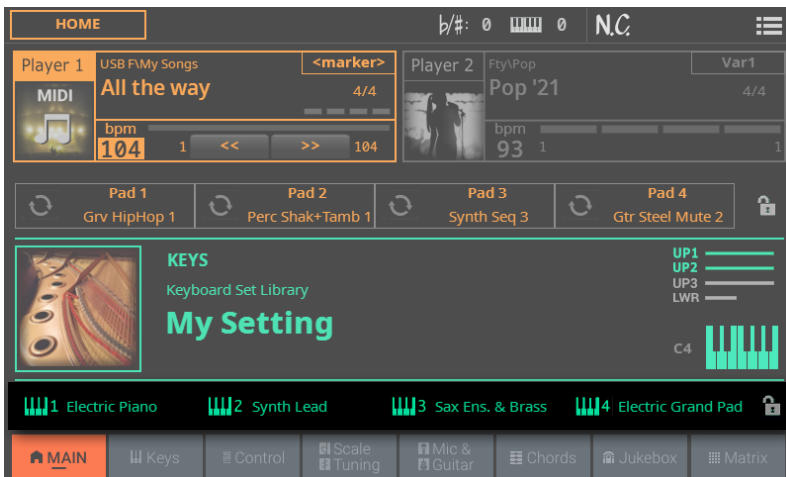 HOME
♭/#: 0 0 N.C.
Player 1 USB F\My Songs <marker>
MIDI All the way 4/4
bpm
104 1 << >> 104
Player 2 Fty\Pop Var1
Pop '21 4/4
bpm
93 1 1
Pad 1
Grv HipHop 1
Pad 2
Perc Shak+Tamb 1
Pad 3
Synth Seq 3
Pad 4
Gtr Steel Mute 2
KEYS
Keyboard Set Library
My Setting
UP1
UP2
UP3
LWR
C4
1 Electric Piano 2 Synth Lead 3 Sax Ens. & Brass 4 Electric Grand Pad
MAIN
Keys
Control
Scale
Tuning
Mic &
Guitar
Chords
Jukebox
Matrix